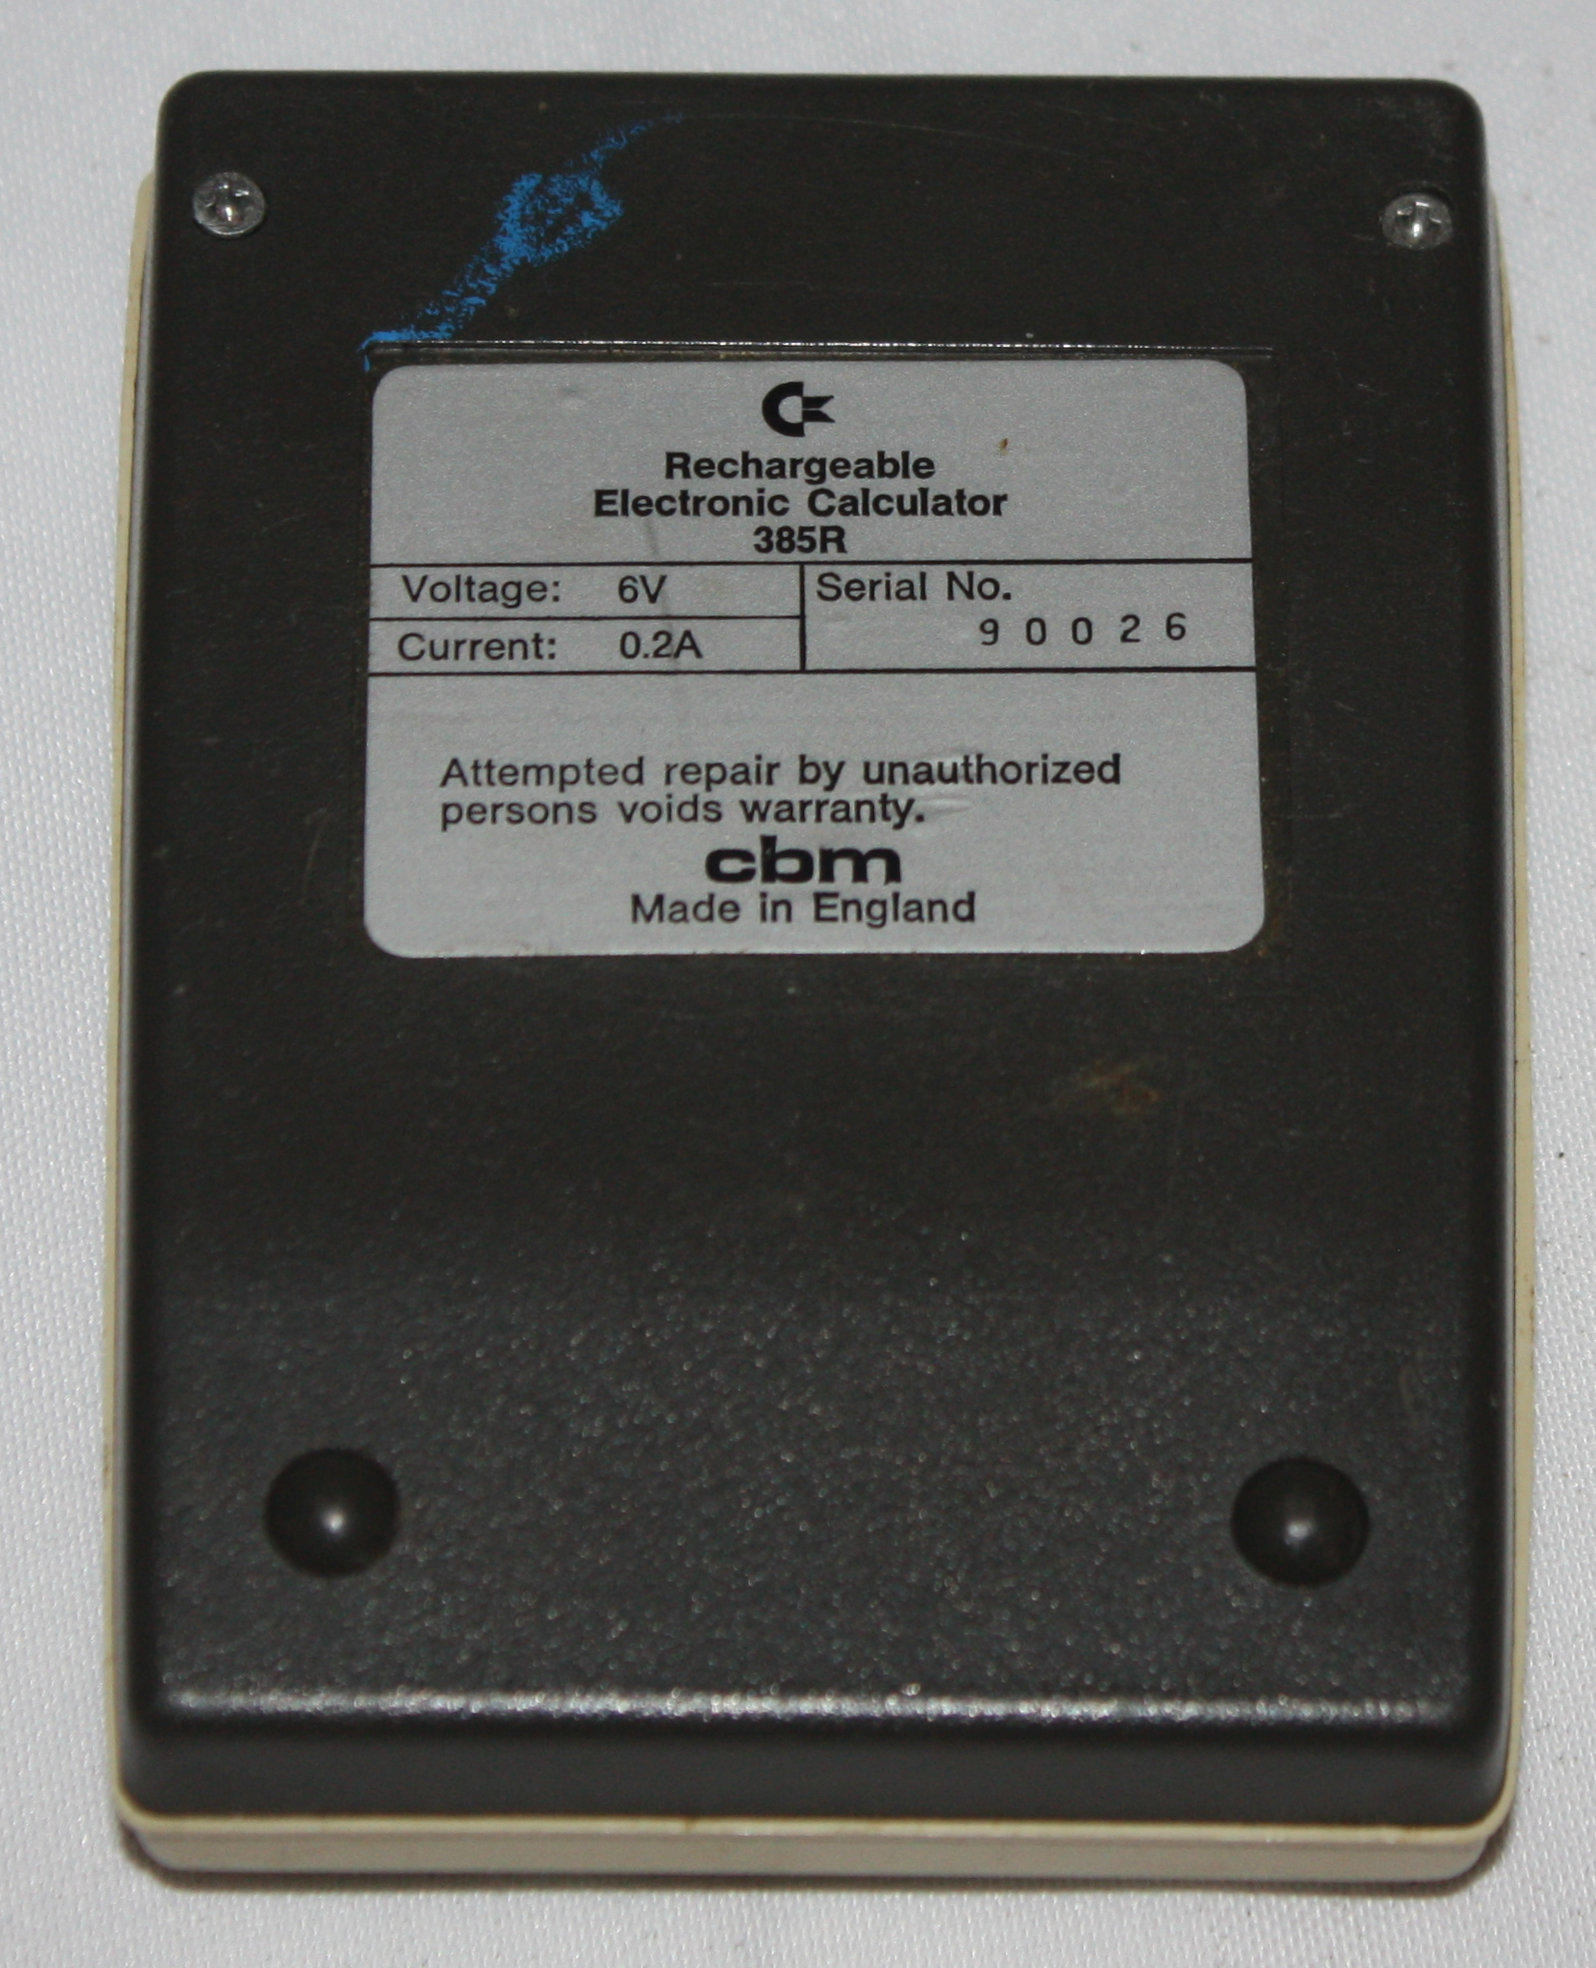 Rechargeable
Electronic Calculator
385R
Voltage: 6V
Current: 0.2A
Serial No.
90026
Attempted repair by unauthorized
persons voids warranty.
cbm
Made in England